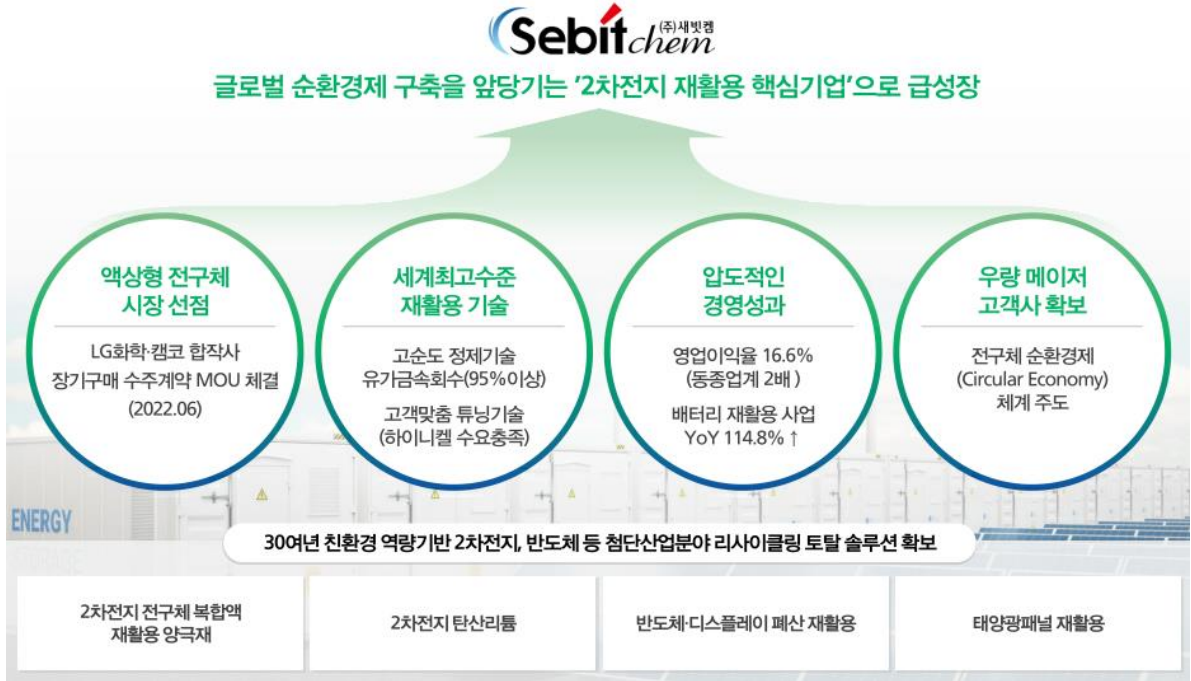 Sebit chem (주)새빗켐
글로벌 순환경제 구축을 앞당기는 '2차전지 재활용 핵심기업'으로 급성장
액상형 전구체
시장 선점
LG화학·캠코 합작사
장기구매 수주계약 MOU 체결
(2022.06)
세계최고수준
재활용 기술
고순도 정제기술
유가금속회수(95%이상)
고객맞춤 튜닝기술
(하이니켈 수요충족)
압도적인
경영성과
영업이익율 16.6%
(동종업계 2배 )
배터리 재활용 사업
YoY 114.8% ↑
우량 메이저
고객사 확보
전구체 순환경제
(Circular Economy)
체계 주도
ENERGY
STORAGE
30여년 친환경 역량기반 2차전지, 반도체 등 첨단산업분야 리사이클링 토탈 솔루션 확보
2차전지 전구체 복합액
재활용 양극재
2차전지 탄산리튬
반도체·디스플레이 폐산 재활용
태양광패널 재활용